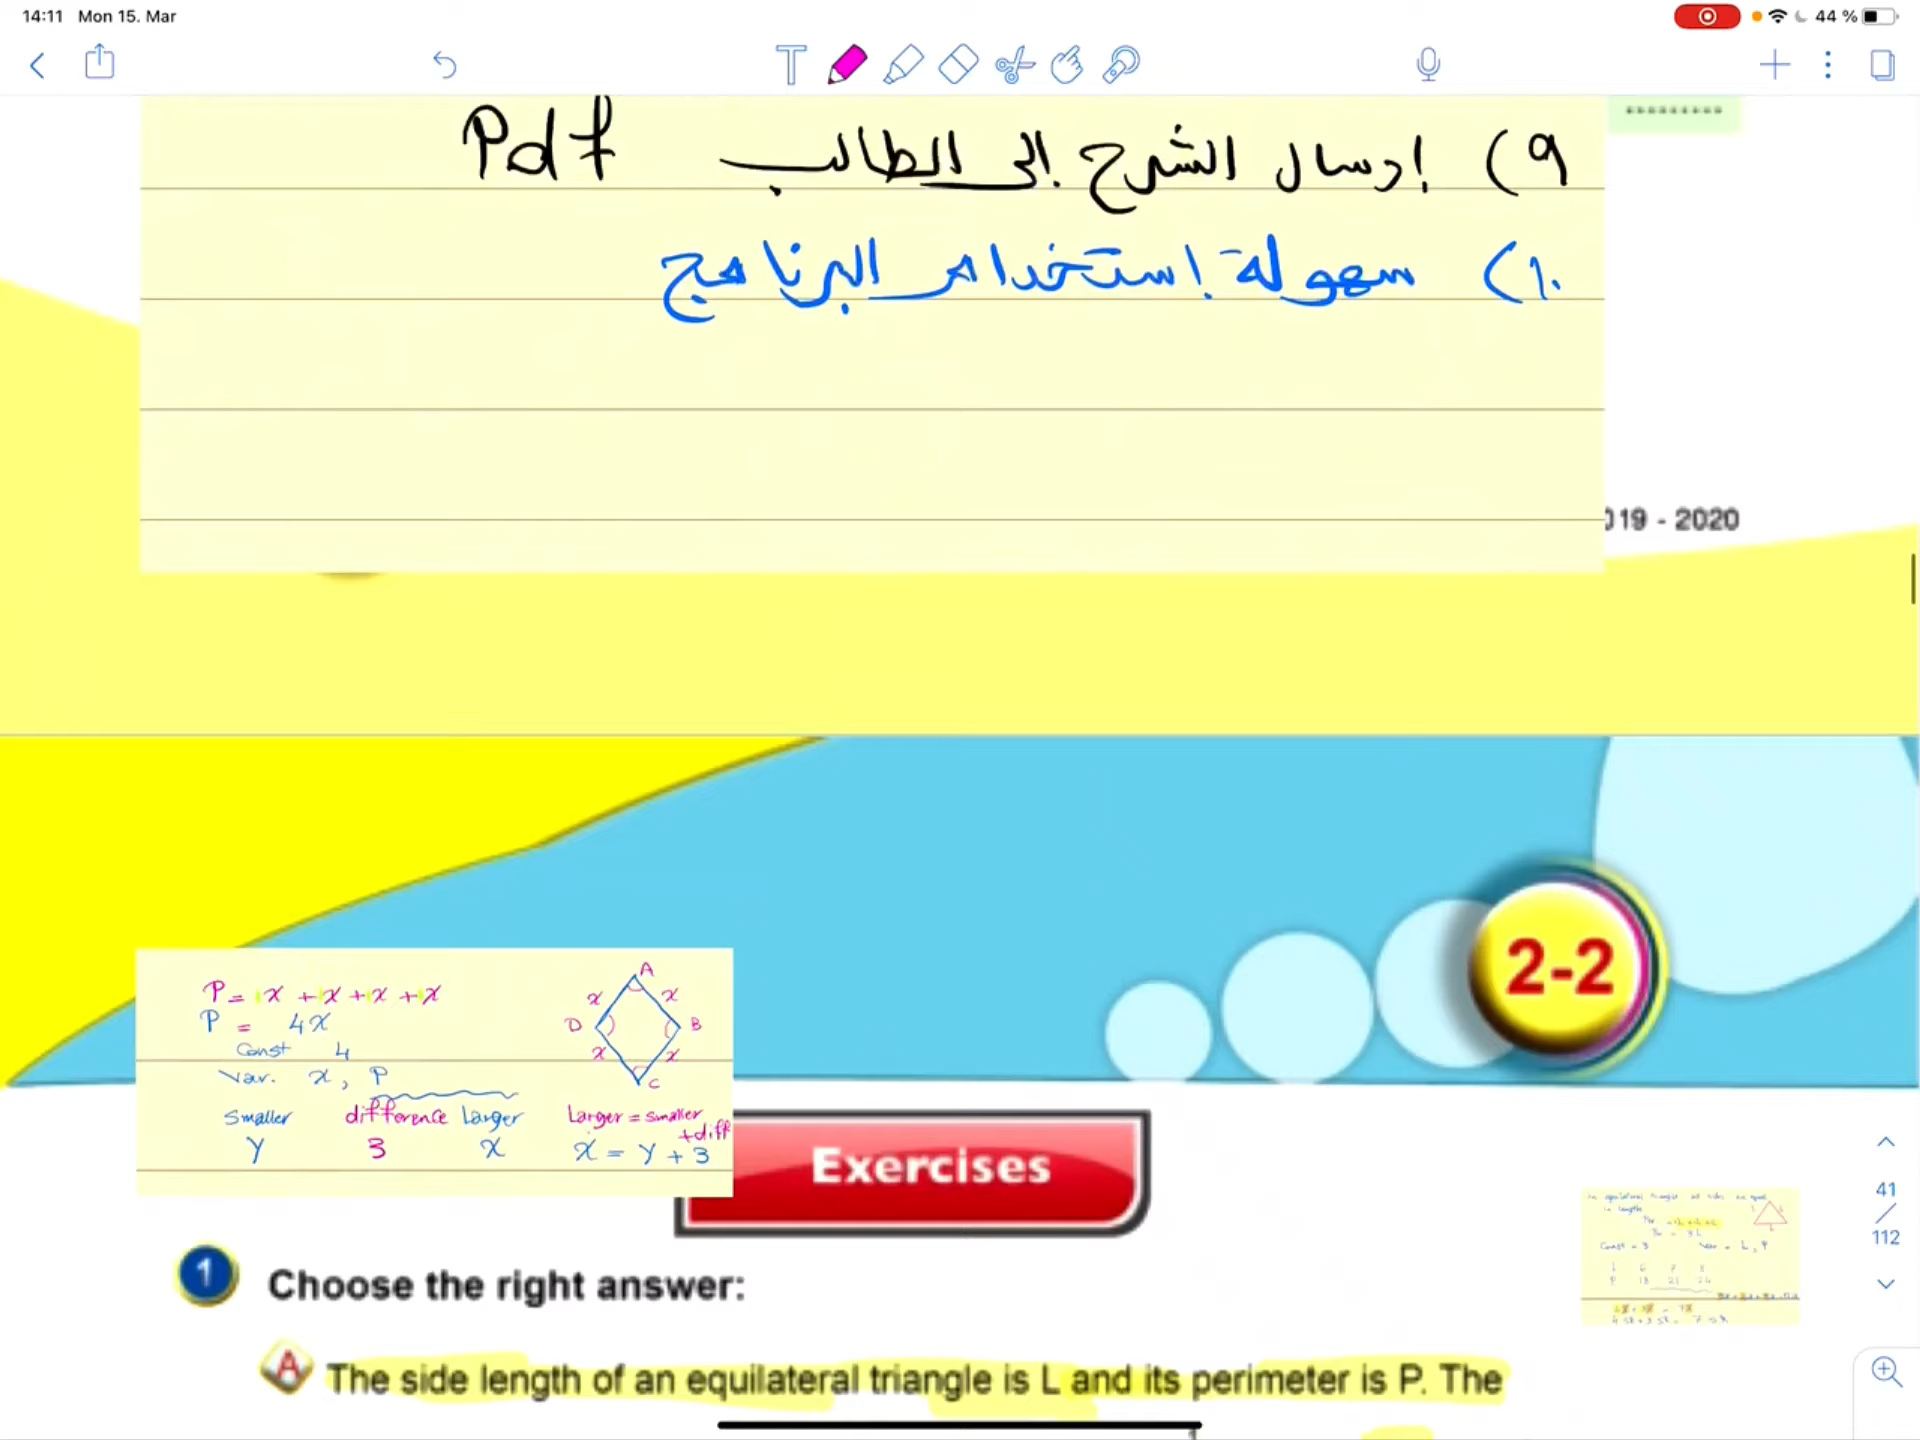 14:11 Mon 15. Mar
44 %
٩) إرسال الشرح إلى الطالب Pdf
١٠) سهولة استخدام البرنامج
019 - 2020
2-2
P = x + x + x + x
P = 4x
Const 4
Var. x, P
A
x x
D B
x x
C
Smaller difference Larger
Y 3 x
Larger = smaller + diff
x = y + 3
Exercises
41
/
112
1 Choose the right answer:
A The side length of an equilateral triangle is L and its perimeter is P. The